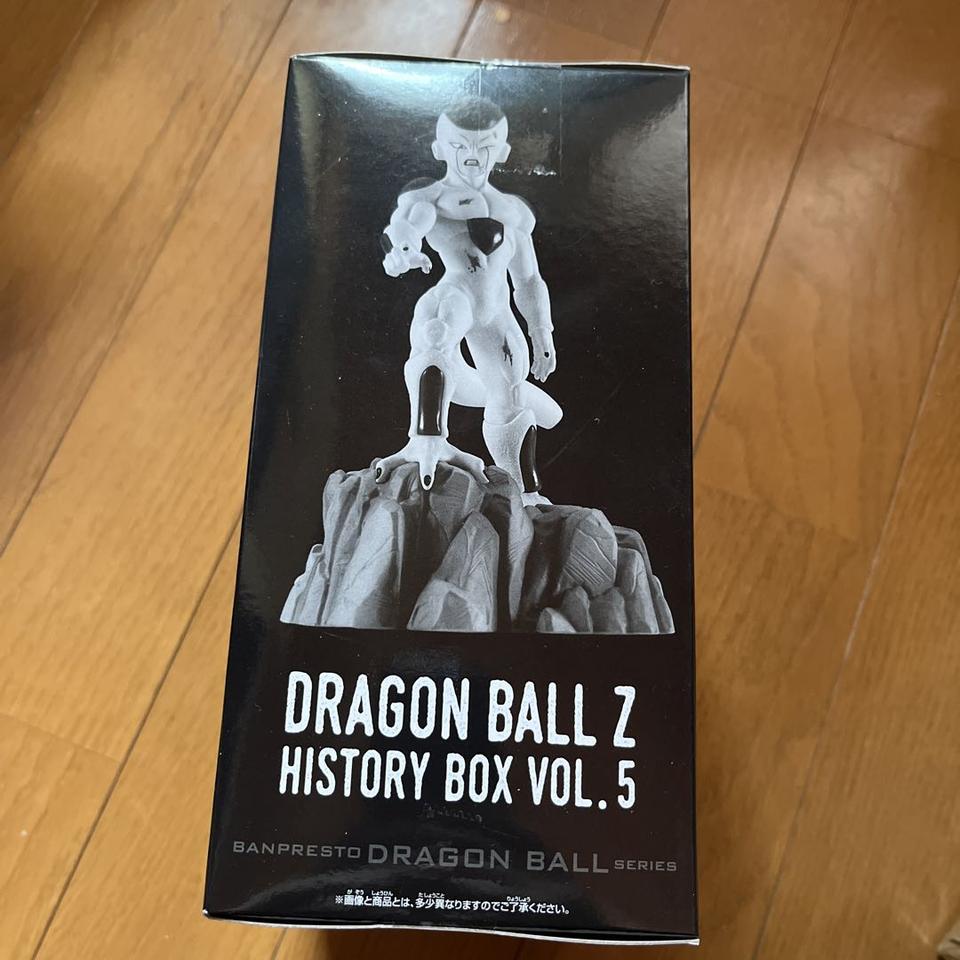 DRAGON BALL Z
HISTORY BOX VOL. 5
BANPRESTO DRAGON BALL SERIES
※画像と商品とは、多少異なりますのでご了承ください。